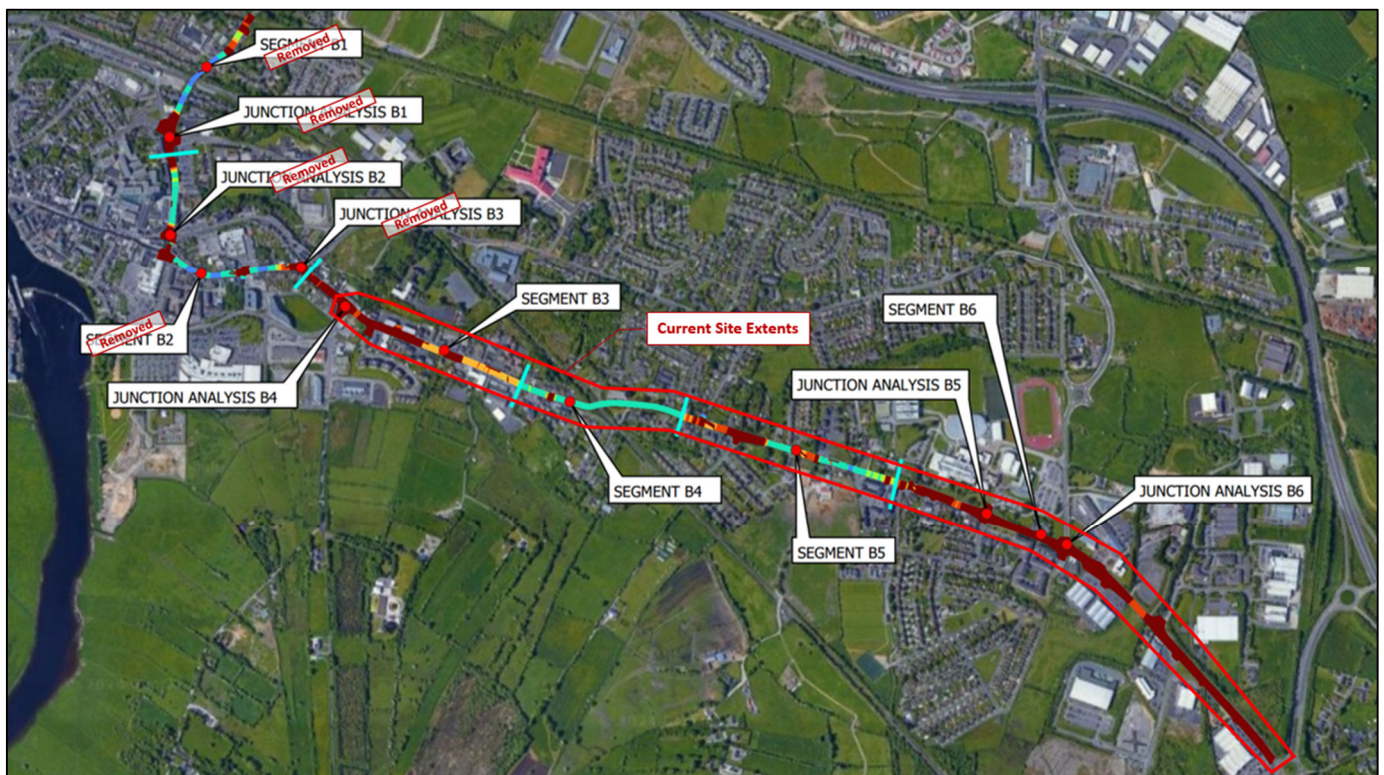 SEGMENT B1
Removed
JUNCTION ANALYSIS B1
Removed
JUNCTION ANALYSIS B2
Removed
JUNCTION ANALYSIS B3
Removed
SEGMENT B3
SEGMENT B6
Current Site Extents
SEGMENT B2
Removed
JUNCTION ANALYSIS B5
JUNCTION ANALYSIS B4
SEGMENT B4
JUNCTION ANALYSIS B6
SEGMENT B5